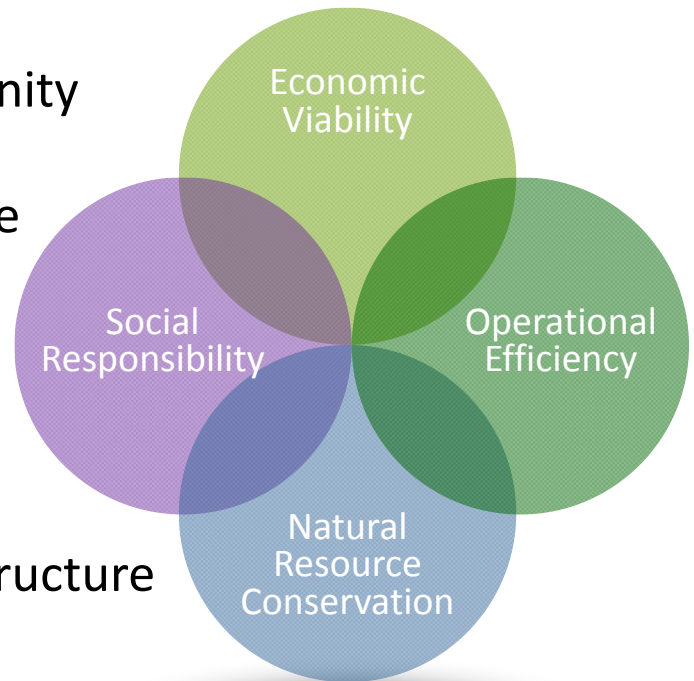 nity
e
ructure
Economic
Viability
Social
Responsibility
Operational
Efficiency
Natural
Resource
Conservation